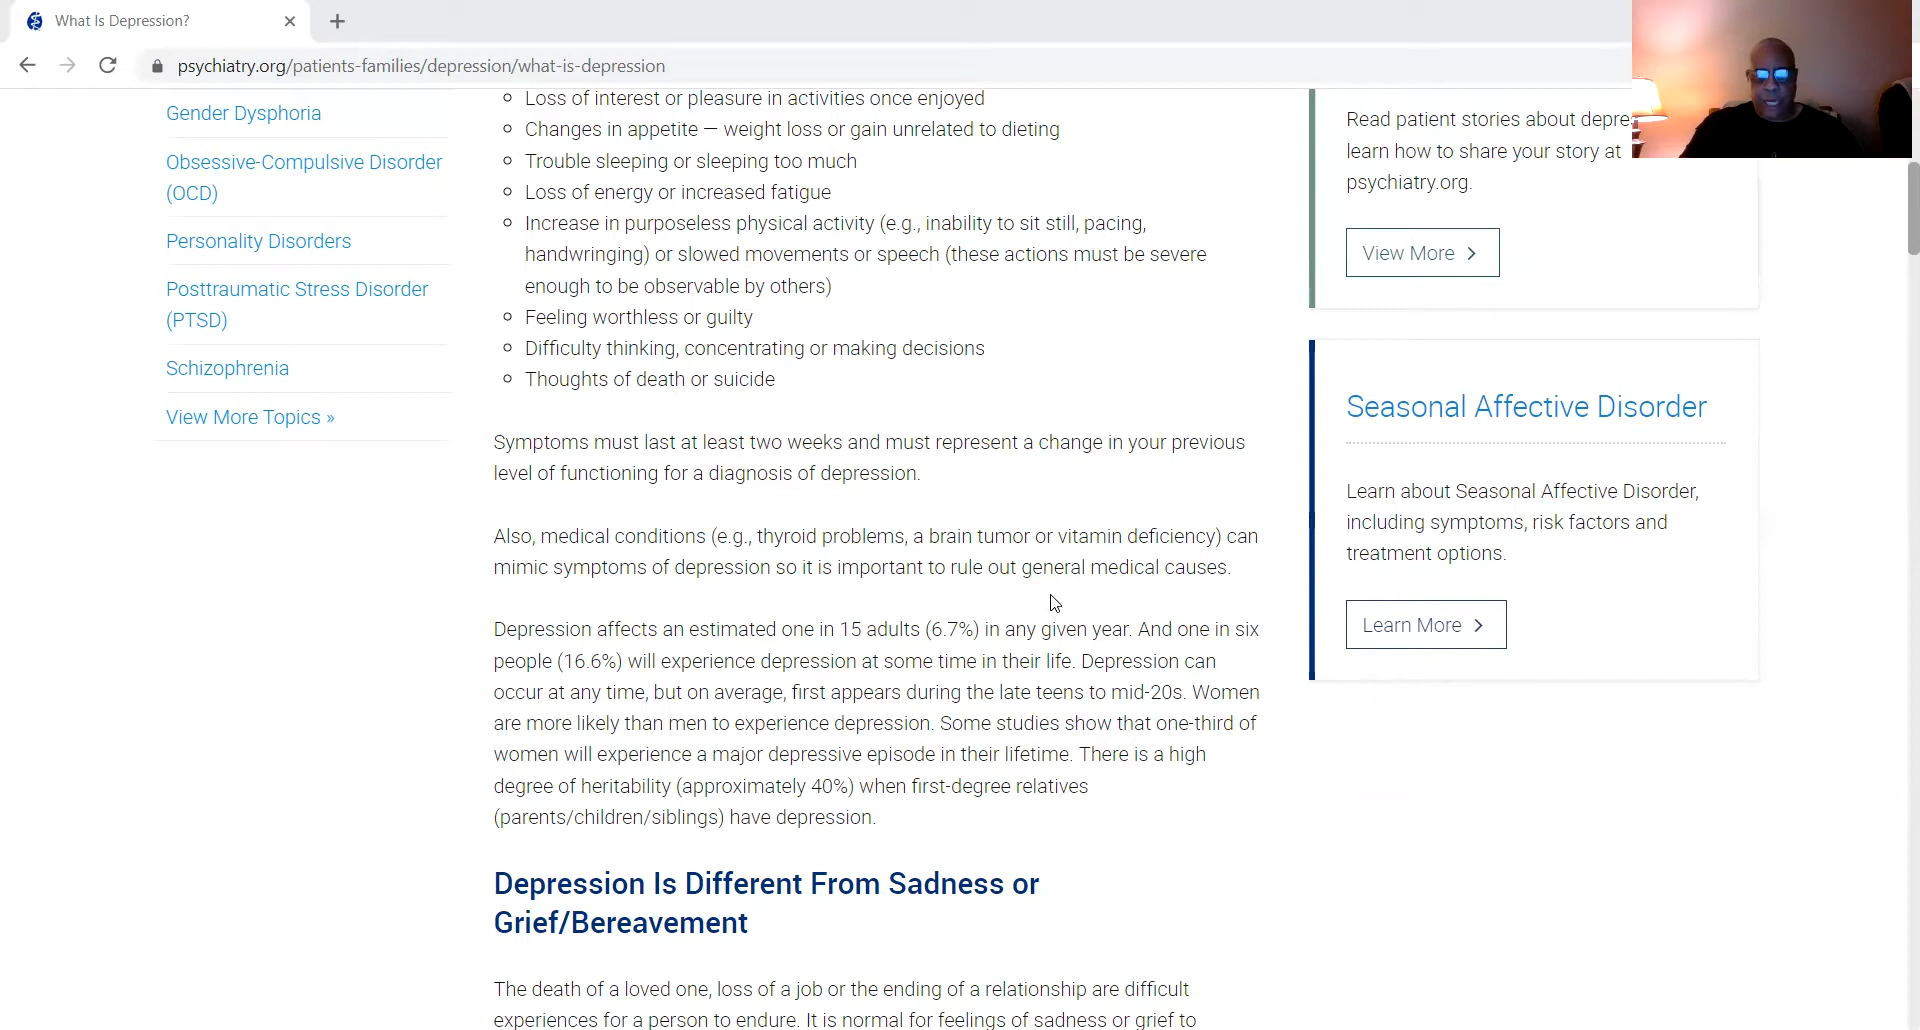 What Is Depression?
psychiatry.org/patients-families/depression/what-is-depression
Gender Dysphoria
Obsessive-Compulsive Disorder
(OCD)
Personality Disorders
Posttraumatic Stress Disorder
(PTSD)
Schizophrenia
View More Topics »
Loss of interest or pleasure in activities once enjoyed
Changes in appetite — weight loss or gain unrelated to dieting
Trouble sleeping or sleeping too much
Loss of energy or increased fatigue
Increase in purposeless physical activity (e.g., inability to sit still, pacing,
handwringing) or slowed movements or speech (these actions must be severe
enough to be observable by others)
Feeling worthless or guilty
Difficulty thinking, concentrating or making decisions
Thoughts of death or suicide
Symptoms must last at least two weeks and must represent a change in your previous
level of functioning for a diagnosis of depression.
Also, medical conditions (e.g., thyroid problems, a brain tumor or vitamin deficiency) can
mimic symptoms of depression so it is important to rule out general medical causes.
Depression affects an estimated one in 15 adults (6.7%) in any given year. And one in six
people (16.6%) will experience depression at some time in their life. Depression can
occur at any time, but on average, first appears during the late teens to mid-20s. Women
are more likely than men to experience depression. Some studies show that one-third of
women will experience a major depressive episode in their lifetime. There is a high
degree of heritability (approximately 40%) when first-degree relatives
(parents/children/siblings) have depression.
Depression Is Different From Sadness or
Grief/Bereavement
The death of a loved one, loss of a job or the ending of a relationship are difficult
experiences for a person to endure. It is normal for feelings of sadness or grief to
Read patient stories about
learn how to share your story at
psychiatry.org.
View More
Seasonal Affective Disorder
Learn about Seasonal Affective Disorder,
including symptoms, risk factors and
treatment options.
Learn More